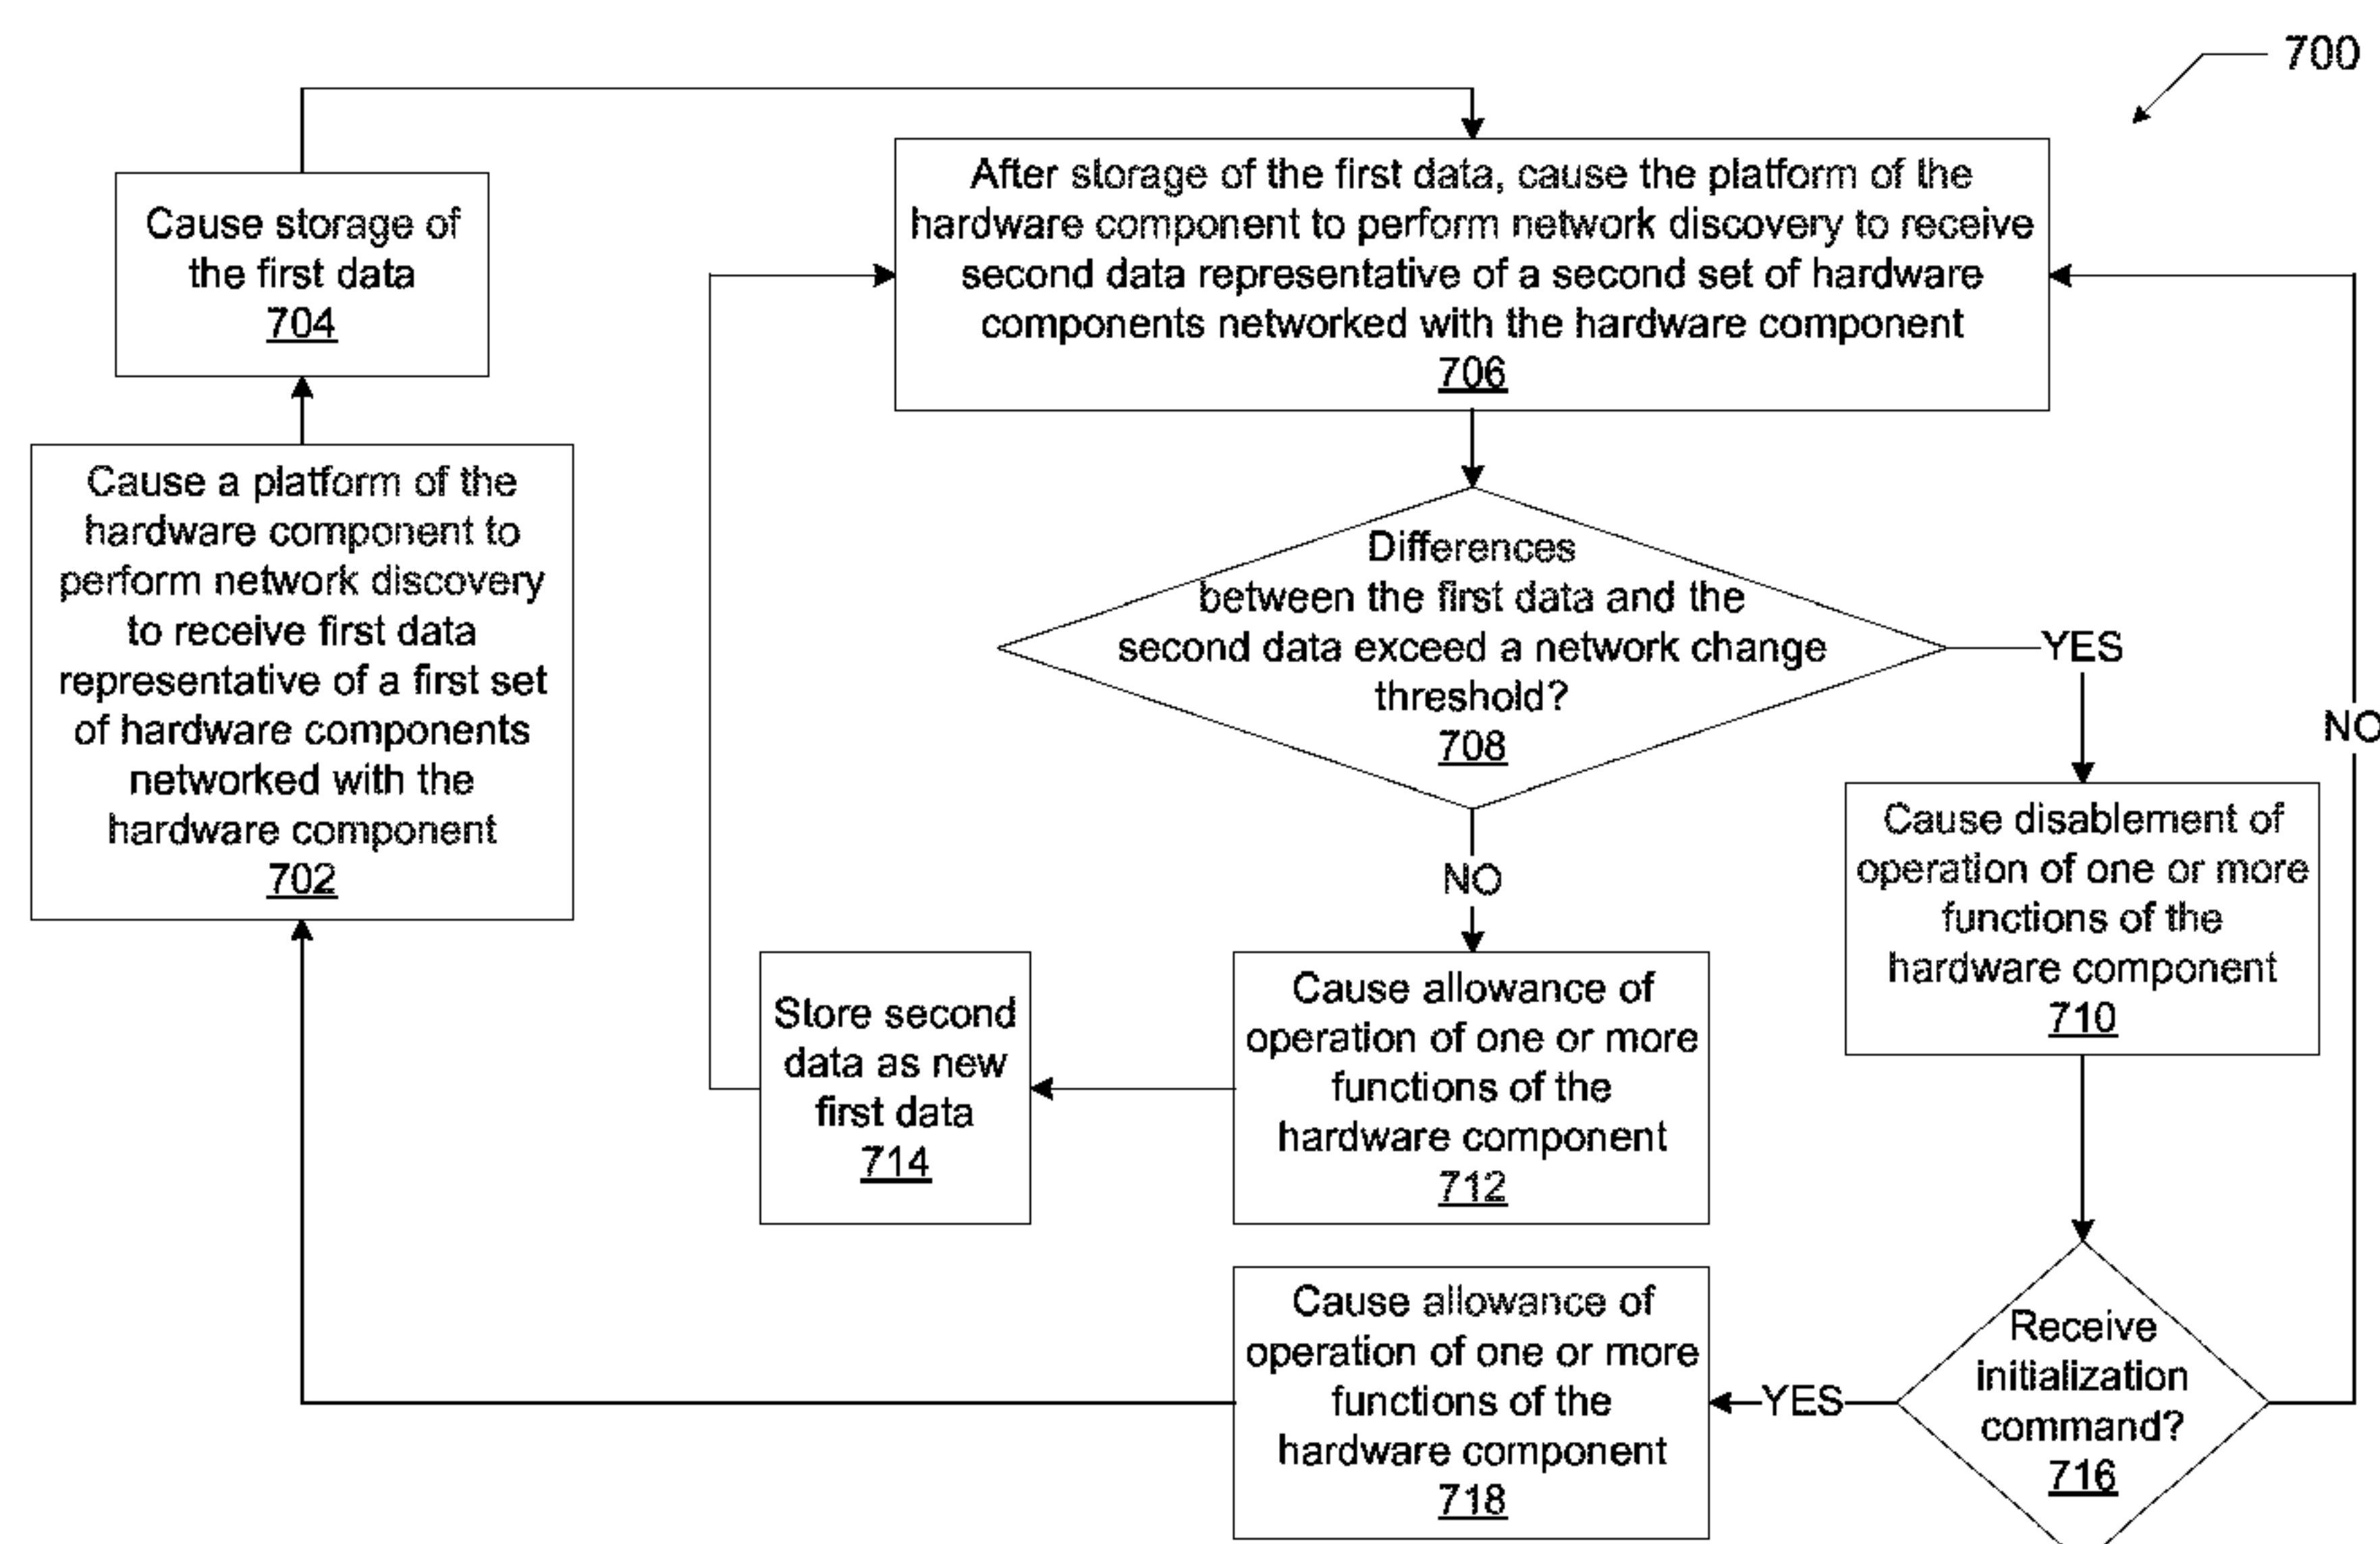 700
Cause storage of
the first data
704
After storage of the first data, cause the platform of the
hardware component to perform network discovery to receive
second data representative of a second set of hardware
components networked with the hardware component
706
Cause a platform of the
hardware component to
perform network discovery
to receive first data
representative of a first set
of hardware components
networked with the
hardware component
702
Differences
between the first data and the
second data exceed a network change
threshold?
708
YES
NO
NO
Cause disablement of
operation of one or more
functions of the
hardware component
710
Store second
data as new
first data
714
Cause allowance of
operation of one or more
functions of the
hardware component
712
Cause allowance of
operation of one or more
functions of the
hardware component
718
YES
Receive
initialization
command?
716